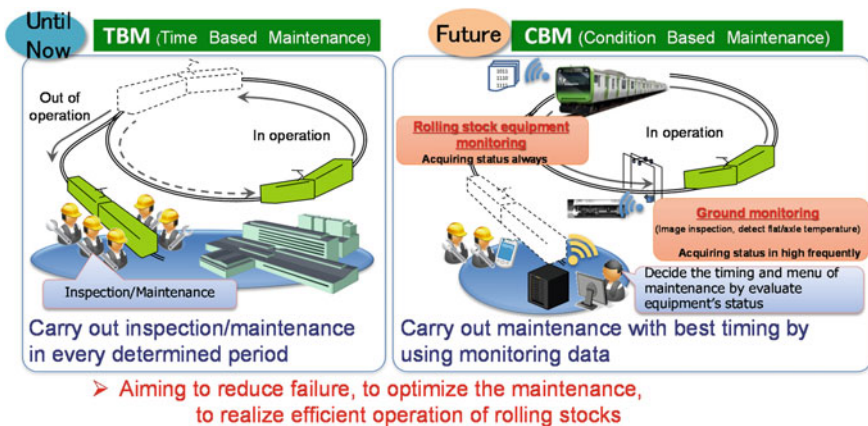 Until
Now
TBM (Time Based Maintenance)
Out of
operation
In operation
Inspection/Maintenance
Carry out inspection/maintenance
in every determined period
Future
CBM (Condition Based Maintenance)
1011
1110
1111
Rolling stock equipment
monitoring
Acquiring status always
In operation
Ground monitoring
(Image inspection, detect flat/axle temperature)
Acquiring status in high frequently
Decide the timing and menu of
maintenance by evaluate
equipment's status
Carry out maintenance with best timing by
using monitoring data
➢ Aiming to reduce failure, to optimize the maintenance,
to realize efficient operation of rolling stocks